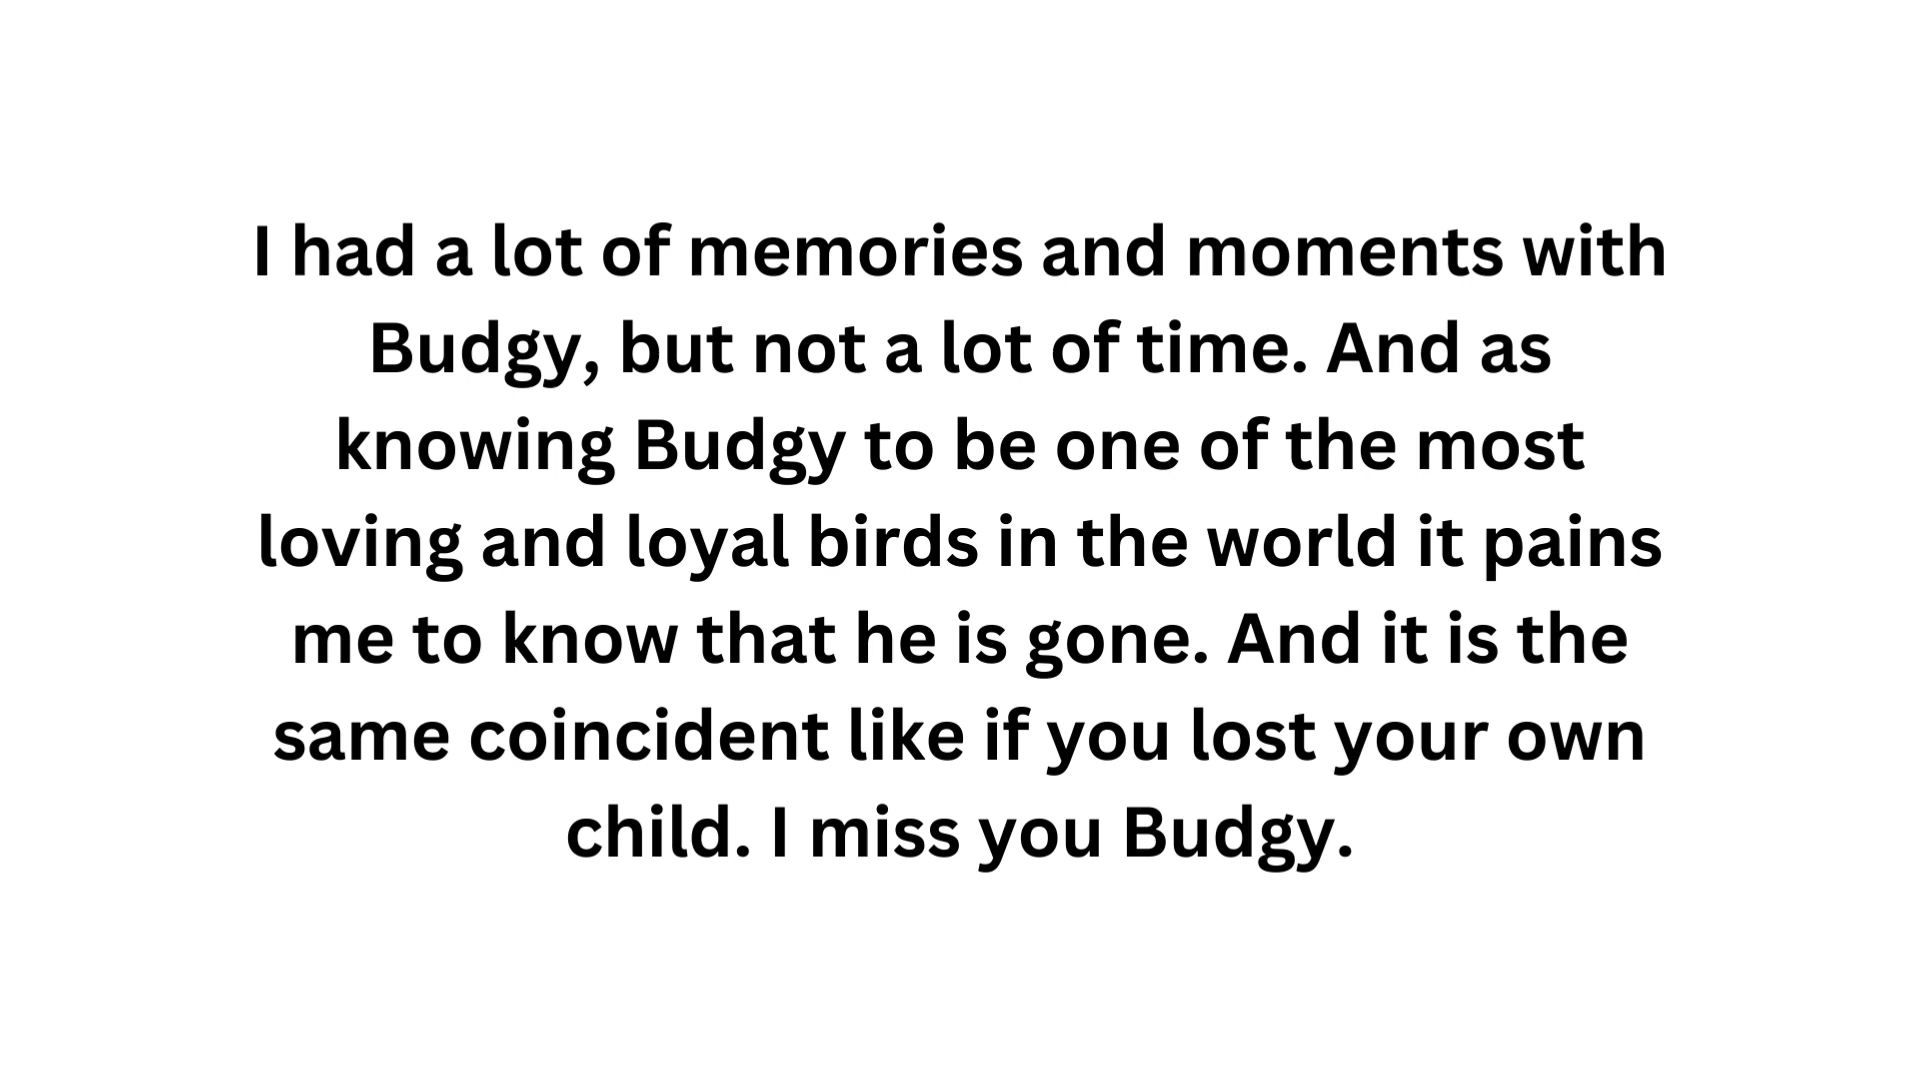 I had a lot of memories and moments with
Budgy, but not a lot of time. And as
knowing Budgy to be one of the most
loving and loyal birds in the world it pains
me to know that he is gone. And it is the
same coincident like if you lost your own
child. I miss you Budgy.